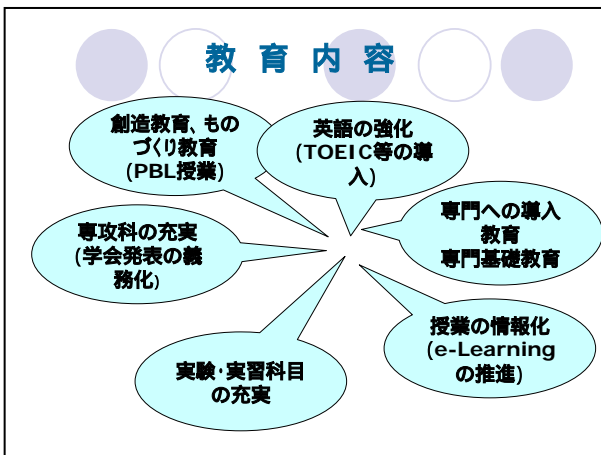 教 育 内 容
創造教育、もの
づくり教育
(PBL授業)
英語の強化
(TOEIC等の導
入)
専門への導入
教育
専門基礎教育
専攻科の充実
(学会発表の義
務化)
授業の情報化
(e-Learning
の推進)
実験・実習科目
の充実